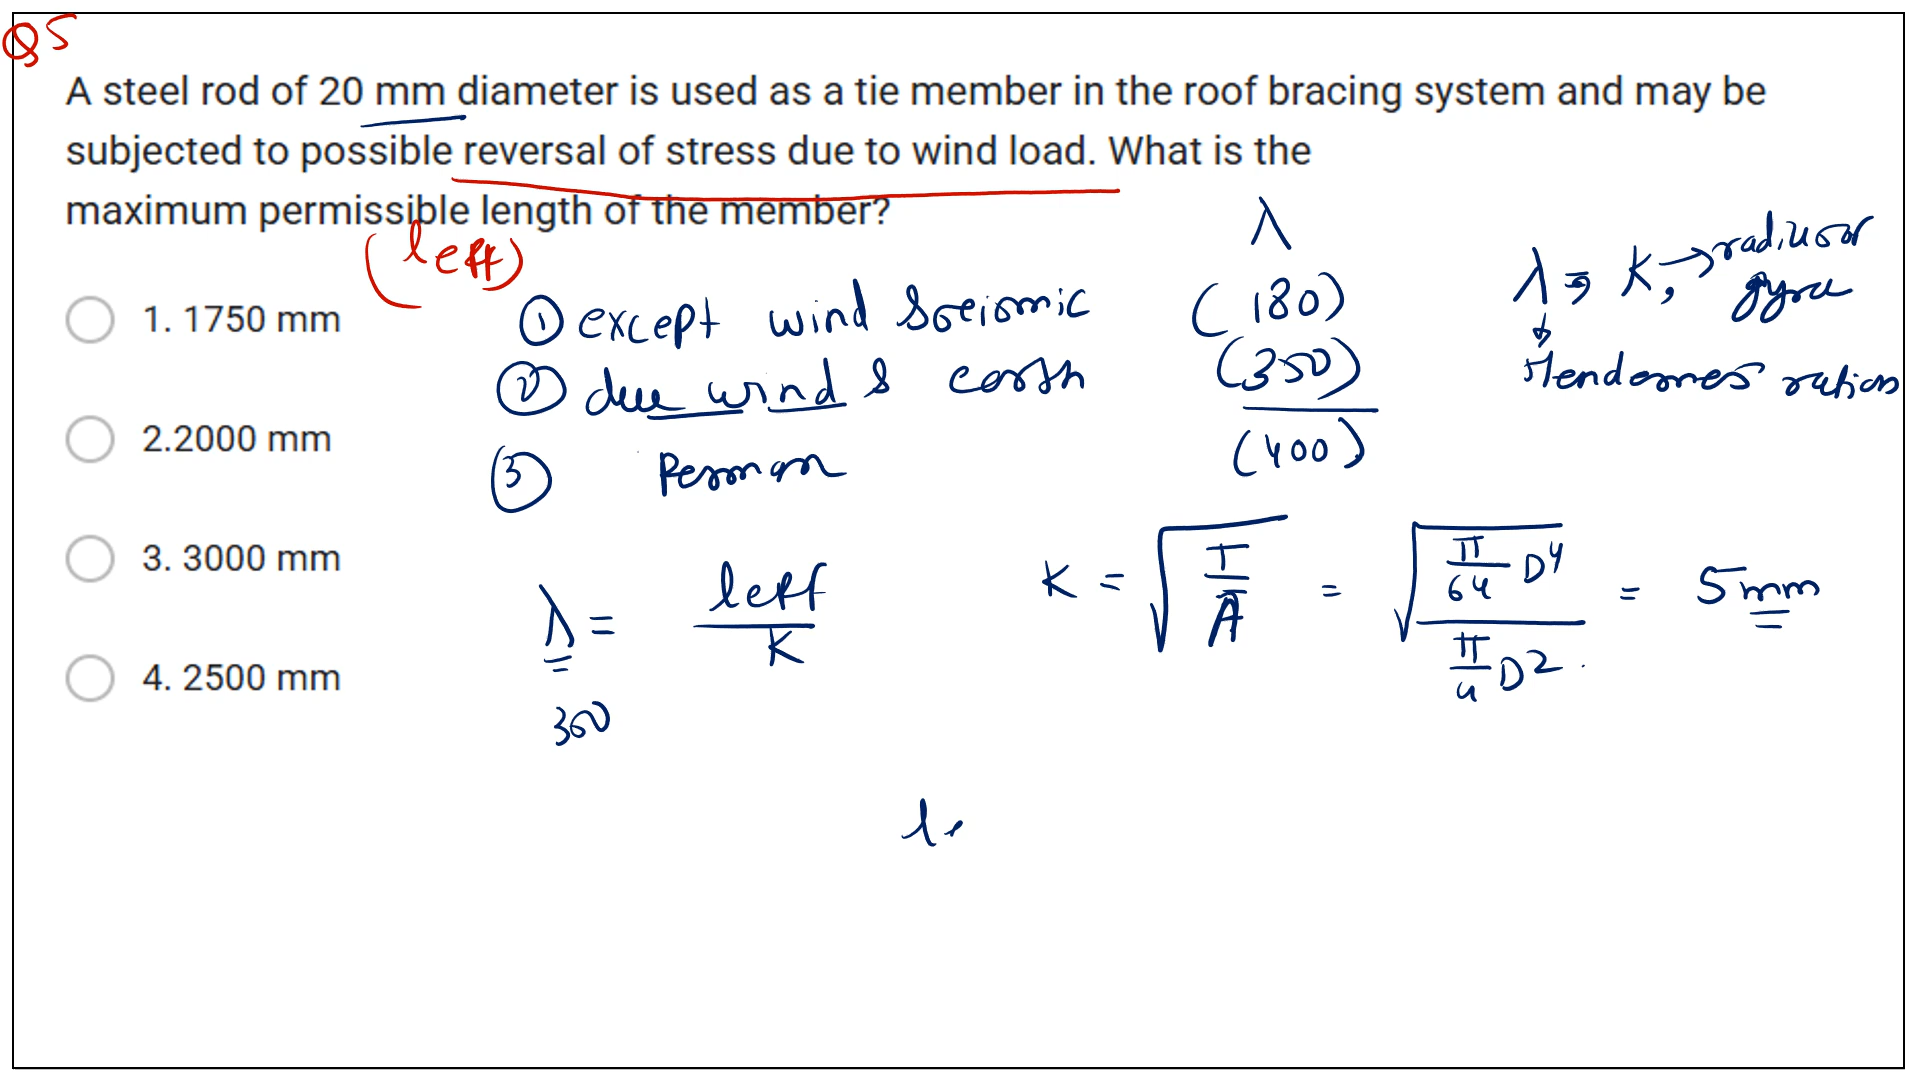 Q5
A steel rod of 20 mm diameter is used as a tie member in the roof bracing system and may be
subjected to possible reversal of stress due to wind load. What is the
maximum permissible length of the member?
(leff)
1. 1750 mm
2.2000 mm
3. 3000 mm
4. 2500 mm
λ
① except wind & seismic (180)
② due wind & earth (350)
③ (400)
λ = K, → radius of
gyra
↓
ratios
λ = leff / K
350
K = √(I / A) = √(π/64 D⁴ / π/4 D²) = 5mm
le